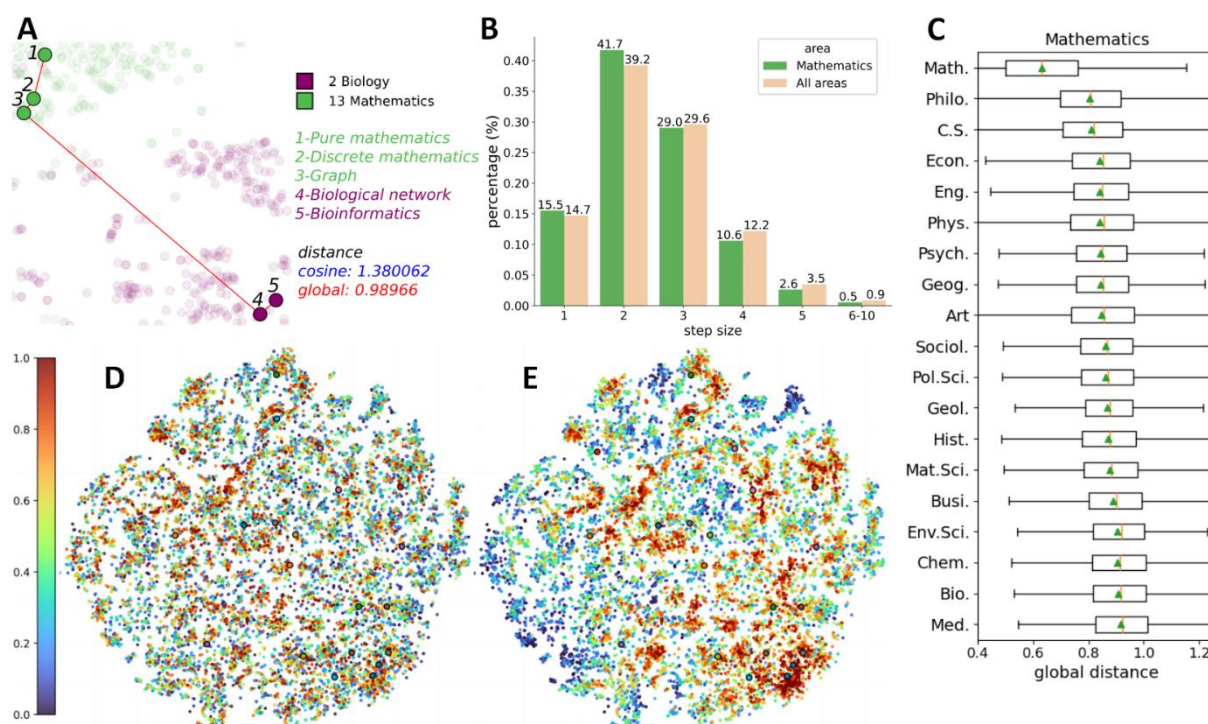 A
1
2
3
4
5
2 Biology
13 Mathematics
1-Pure mathematics
2-Discrete mathematics
3-Graph
4-Biological network
5-Bioinformatics
distance
cosine: 1.380062
global: 0.98966
B
area
Mathematics
All areas
percentage (%)
0.40
0.35
0.30
0.25
0.20
0.15
0.10
0.05
0.00
15.5
14.7
41.7
39.2
29.0
29.6
10.6
12.2
2.6
3.5
0.5
0.9
1
2
3
4
5
6-10
step size
C
Mathematics
Math.
Philo.
C.S.
Econ.
Eng.
Phys.
Psych.
Geog.
Art
Sociol.
Pol.Sci.
Geol.
Hist.
Mat.Sci.
Busi.
Env.Sci.
Chem.
Bio.
Med.
0.4
0.6
0.8
1.0
1.2
global distance
1.0
0.8
0.6
0.4
0.2
0.0
D
E